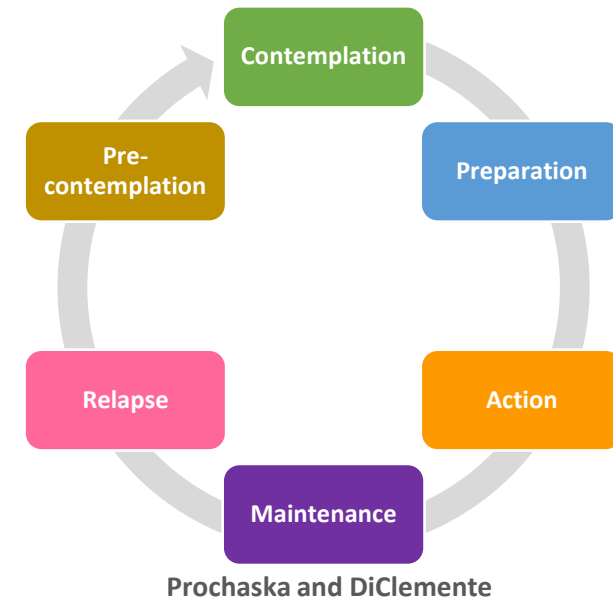 Contemplation
Preparation
Action
Maintenance
Relapse
Pre-
contemplation
Prochaska and DiClemente